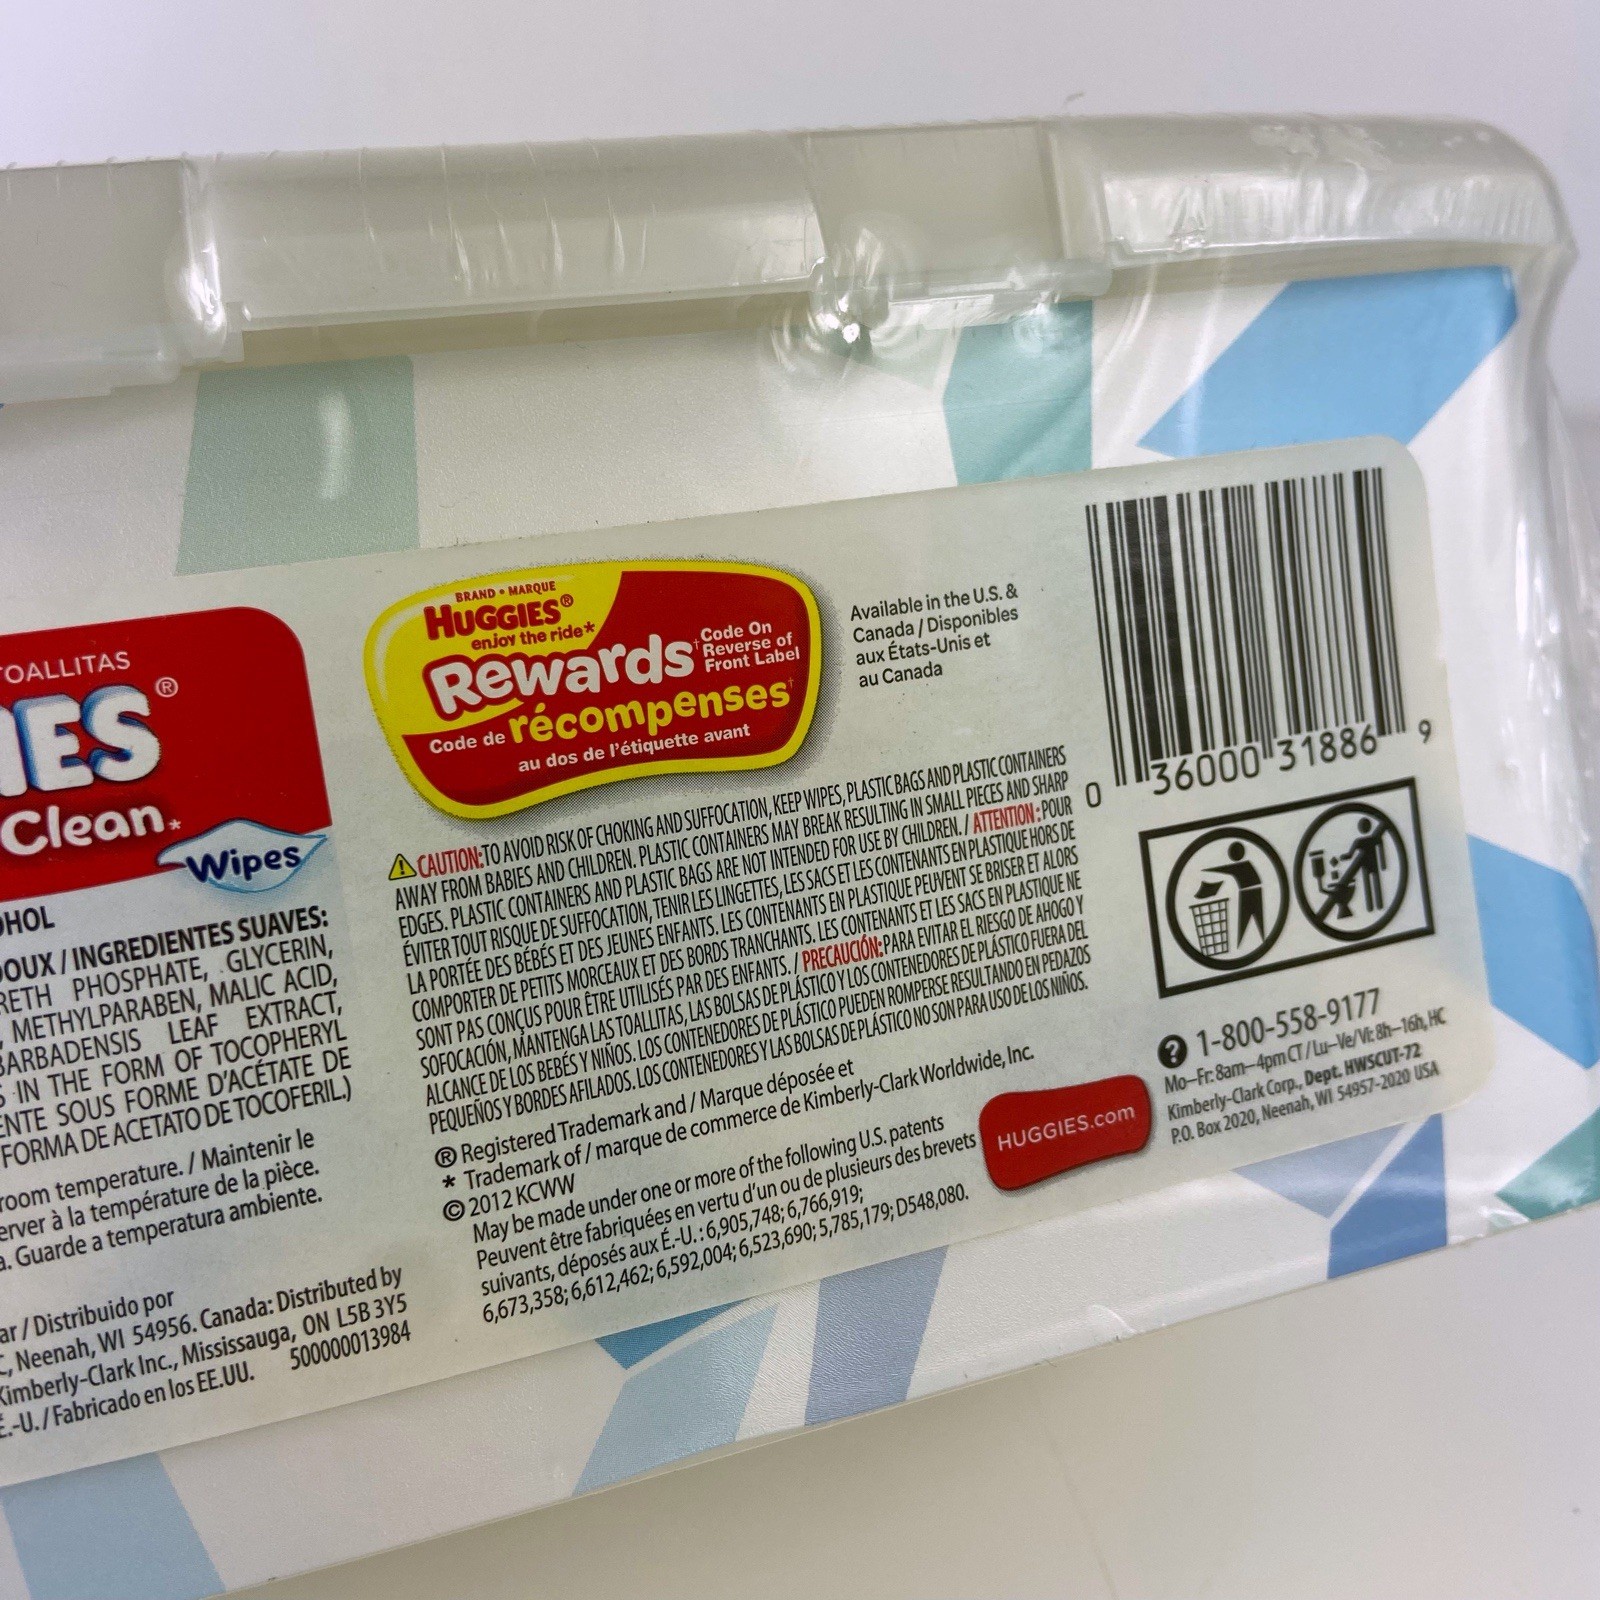 TOALLITAS
IES®
Clean*
Wipes
OHOL
DOUX / INGREDIENTES SUAVES:
RETH PHOSPHATE, GLYCERIN,
, METHYLPARABEN, MALIC ACID,
BARBADENSIS LEAF EXTRACT,
S IN THE FORM OF TOCOPHERYL
ENTE SOUS FORME D'ACÉTATE DE
FORMA DE ACETATO DE TOCOFERIL.)
room temperature. / Maintenir le
erver à la température de la pièce.
a. Guarde a temperatura ambiente.
ar / Distribuido por
C, Neenah, WI 54956. Canada: Distributed by
Kimberly-Clark Inc., Mississauga, ON L5B 3Y5
É.-U. / Fabricado en los EE.UU. 500000013984
BRAND • MARQUE
HUGGIES®
enjoy the ride*
Rewards†
Code On
Reverse of
Front Label
Code de récompenses†
au dos de l'étiquette avant
Available in the U.S. &
Canada / Disponibles
aux États-Unis et
au Canada
CAUTION: TO AVOID RISK OF CHOKING AND SUFFOCATION, KEEP WIPES, PLASTIC BAGS AND PLASTIC CONTAINERS
AWAY FROM BABIES AND CHILDREN. PLASTIC CONTAINERS MAY BREAK RESULTING IN SMALL PIECES AND SHARP
EDGES. PLASTIC CONTAINERS AND PLASTIC BAGS ARE NOT INTENDED FOR USE BY CHILDREN. / ATTENTION : POUR
ÉVITER TOUT RISQUE DE SUFFOCATION, TENIR LES LINGETTES, LES SACS ET LES CONTENANTS EN PLASTIQUE HORS DE
LA PORTÉE DES BÉBÉS ET DES JEUNES ENFANTS. LES CONTENANTS EN PLASTIQUE PEUVENT SE BRISER ET ALORS
COMPORTER DE PETITS MORCEAUX ET DES BORDS TRANCHANTS. LES CONTENANTS ET LES SACS EN PLASTIQUE NE
SONT PAS CONÇUS POUR ÊTRE UTILISÉS PAR DES ENFANTS. / PRECAUCIÓN: PARA EVITAR EL RIESGO DE AHOGO Y
SOFOCACIÓN, MANTENGA LAS TOALLITAS, LAS BOLSAS DE PLÁSTICO Y LOS CONTENEDORES DE PLÁSTICO FUERA DEL
ALCANCE DE LOS BEBÉS Y NIÑOS. LOS CONTENEDORES DE PLÁSTICO PUEDEN ROMPERSE RESULTANDO EN PEDAZOS
PEQUEÑOS Y BORDES AFILADOS. LOS CONTENEDORES Y LAS BOLSAS DE PLÁSTICO NO SON PARA USO DE LOS NIÑOS.
® Registered Trademark and / Marque déposée et
* Trademark of / marque de commerce de Kimberly-Clark Worldwide, Inc.
© 2012 KCWW
May be made under one or more of the following U.S. patents
Peuvent être fabriquées en vertu d'un ou de plusieurs des brevets
suivants, déposés aux É.-U. : 6,905,748; 6,766,919;
6,673,358; 6,612,462; 6,592,004; 6,523,690; 5,785,179; D548,080.
HUGGIES.com
0 36000 31886 9
? 1-800-558-9177
Mo–Fr: 8am–4pm CT / Lu–Ve/Vi: 8h–16h, HC
Kimberly-Clark Corp., Dept. HWSCUT-72
P.O. Box 2020, Neenah, WI 54957-2020 USA